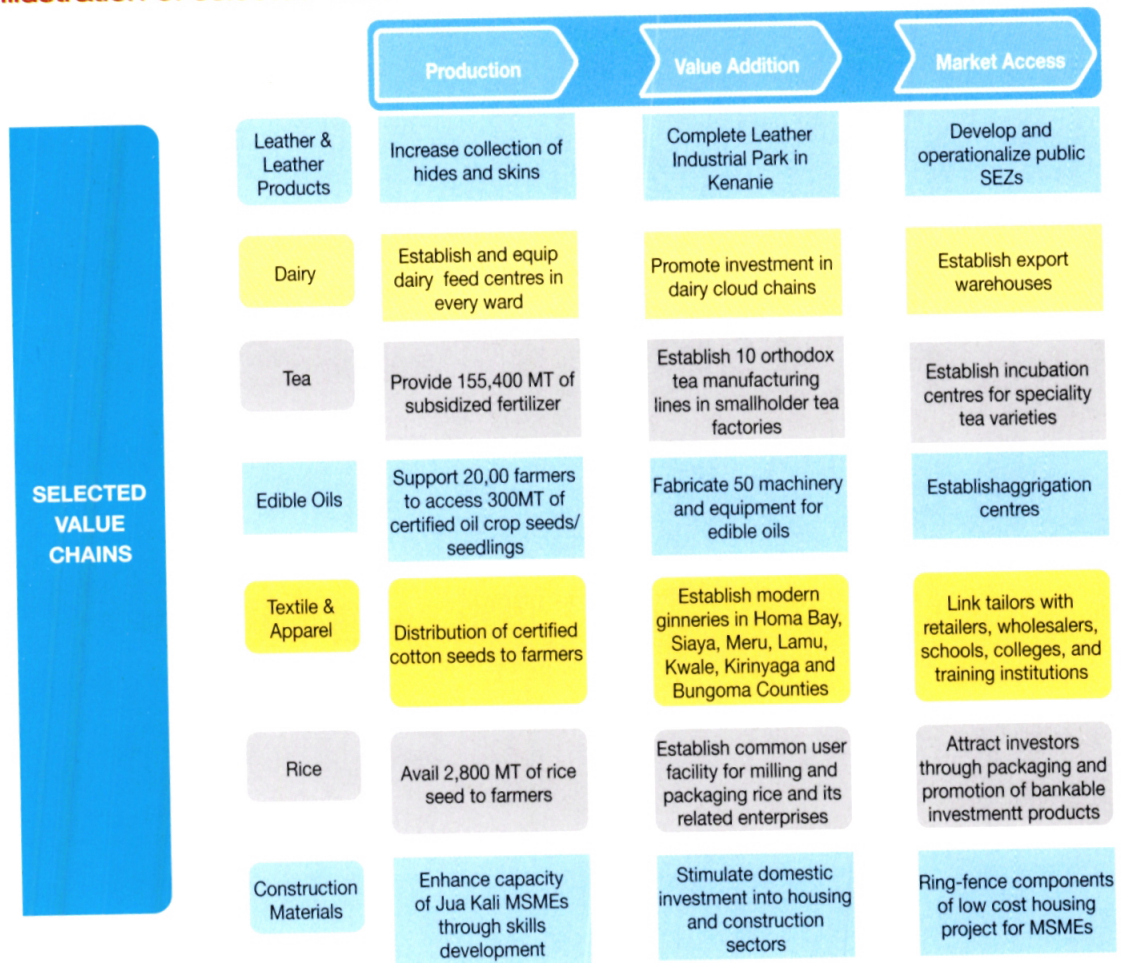 Production
Value Addition
Market Access
SELECTED
VALUE
CHAINS
Leather &
Leather
Products
Increase collection of
hides and skins
Complete Leather
Industrial Park in
Kenanie
Develop and
operationalize public
SEZs
Dairy
Establish and equip
dairy feed centres in
every ward
Promote investment in
dairy cloud chains
Establish export
warehouses
Tea
Provide 155,400 MT of
subsidized fertilizer
Establish 10 orthodox
tea manufacturing
lines in smallholder tea
factories
Establish incubation
centres for speciality
tea varieties
Edible Oils
Support 20,00 farmers
to access 300MT of
certified oil crop seeds/
seedlings
Fabricate 50 machinery
and equipment for
edible oils
Establishaggrigation
centres
Textile &
Apparel
Distribution of certified
cotton seeds to farmers
Establish modern
ginneries in Homa Bay,
Siaya, Meru, Lamu,
Kwale, Kirinyaga and
Bungoma Counties
Link tailors with
retailers, wholesalers,
schools, colleges, and
training institutions
Rice
Avail 2,800 MT of rice
seed to farmers
Establish common user
facility for milling and
packaging rice and its
related enterprises
Attract investors
through packaging and
promotion of bankable
investmentt products
Construction
Materials
Enhance capacity
of Jua Kali MSMEs
through skills
development
Stimulate domestic
investment into housing
and construction
sectors
Ring-fence components
of low cost housing
project for MSMEs